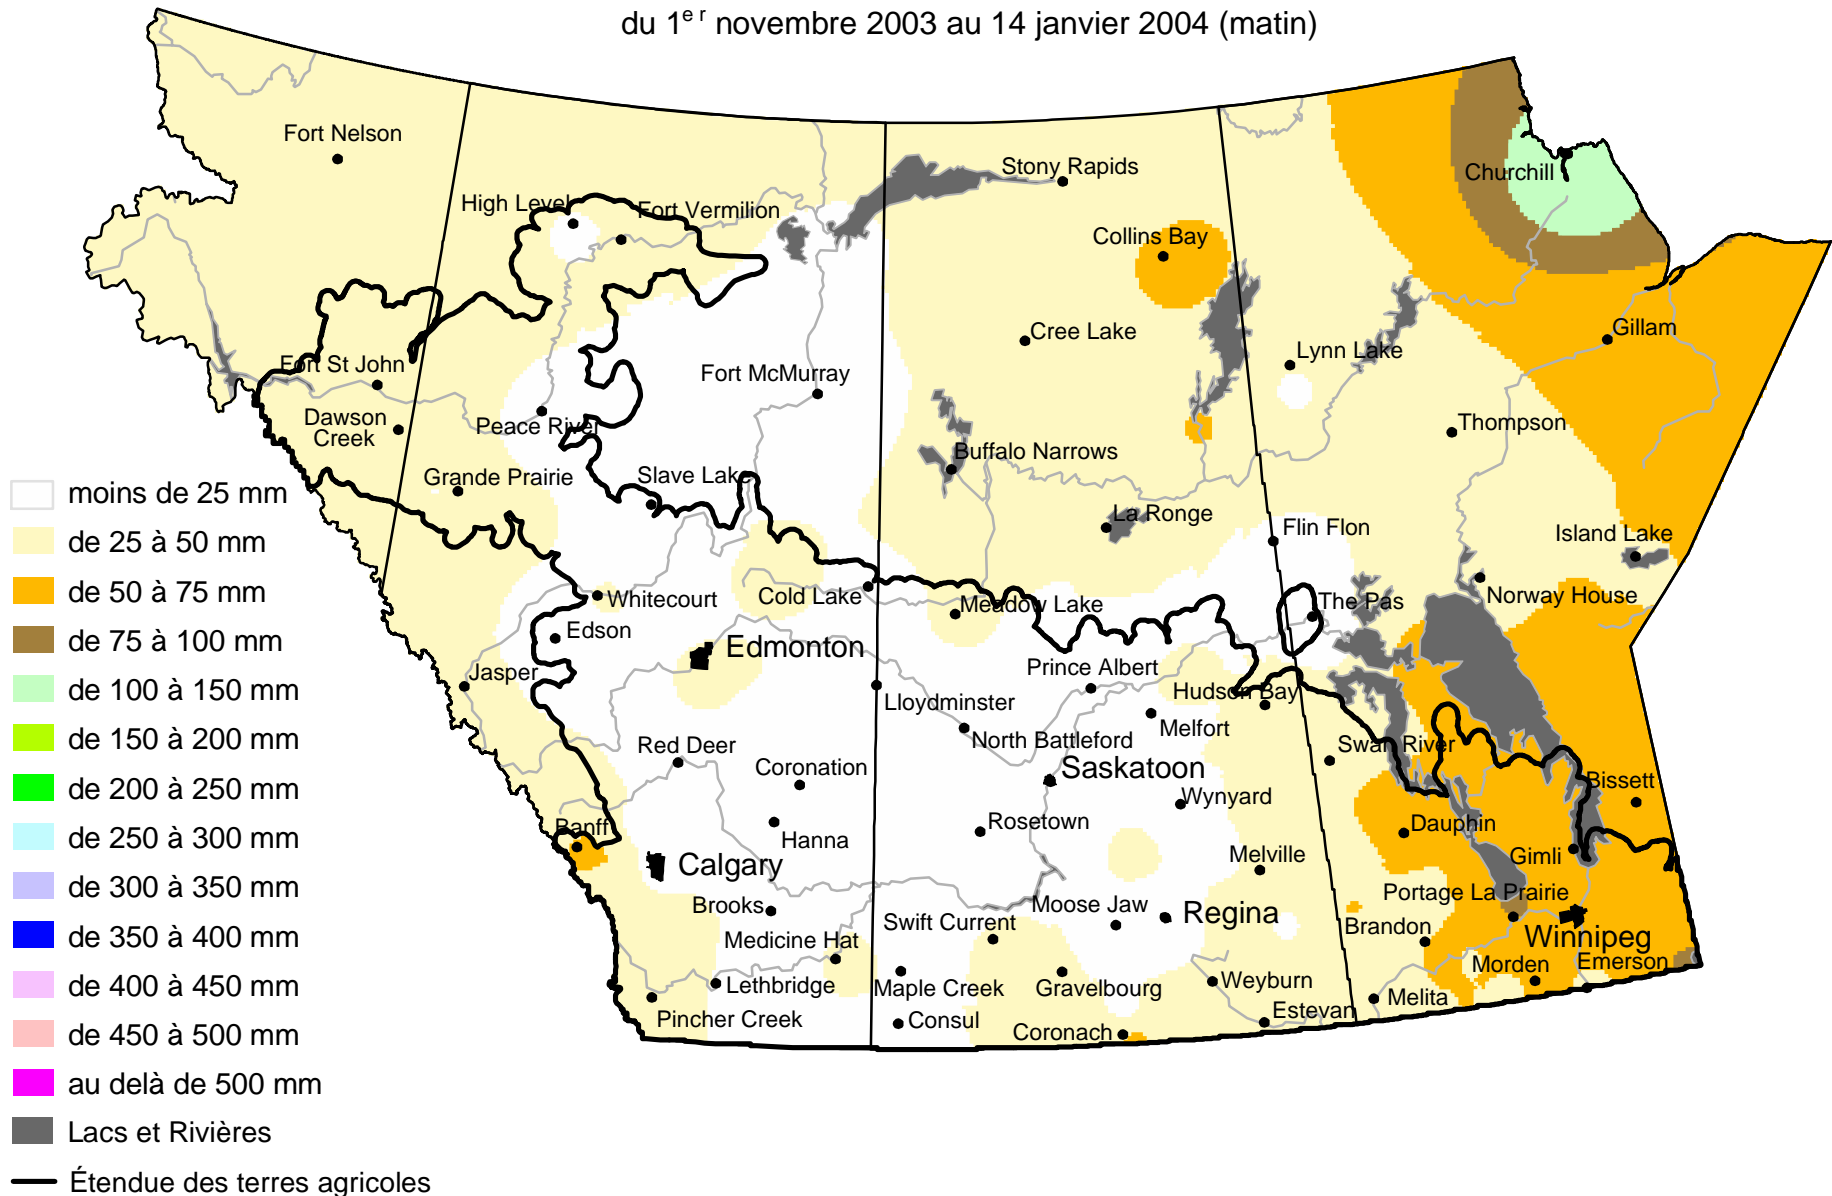 du 1er novembre 2003 au 14 janvier 2004 (matin)
Fort Nelson
Churchill
Stony Rapids
High Level
Fort Vermilion
Collins Bay
Gillam
Cree Lake
Lynn Lake
Fort St John
Fort McMurray
Dawson
Creek
Peace River
Thompson
Buffalo Narrows
Grande Prairie
Slave Lake
La Ronge
Flin Flon
Island Lake
Whitecourt
Cold Lake
Meadow Lake
The Pas
Norway House
Edson
Edmonton
Jasper
Prince Albert
Hudson Bay
Lloydminster
Melfort
North Battleford
Red Deer
Swan River
Coronation
Saskatoon
Bissett
Wynyard
Banff
Hanna
Rosetown
Dauphin
Calgary
Melville
Gimli
Portage La Prairie
Brooks
Moose Jaw
Regina
Swift Current
Brandon
Winnipeg
Medicine Hat
Morden
Emerson
Lethbridge
Maple Creek
Gravelbourg
Weyburn
Melita
Pincher Creek
Consul
Coronach
Estevan
moins de 25 mm
de 25 à 50 mm
de 50 à 75 mm
de 75 à 100 mm
de 100 à 150 mm
de 150 à 200 mm
de 200 à 250 mm
de 250 à 300 mm
de 300 à 350 mm
de 350 à 400 mm
de 400 à 450 mm
de 450 à 500 mm
au delà de 500 mm
Lacs et Rivières
Étendue des terres agricoles